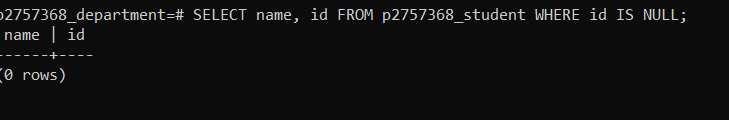 p2757368_department=# SELECT name, id FROM p2757368_student WHERE id IS NULL;
 name | id
------+----
(0 rows)